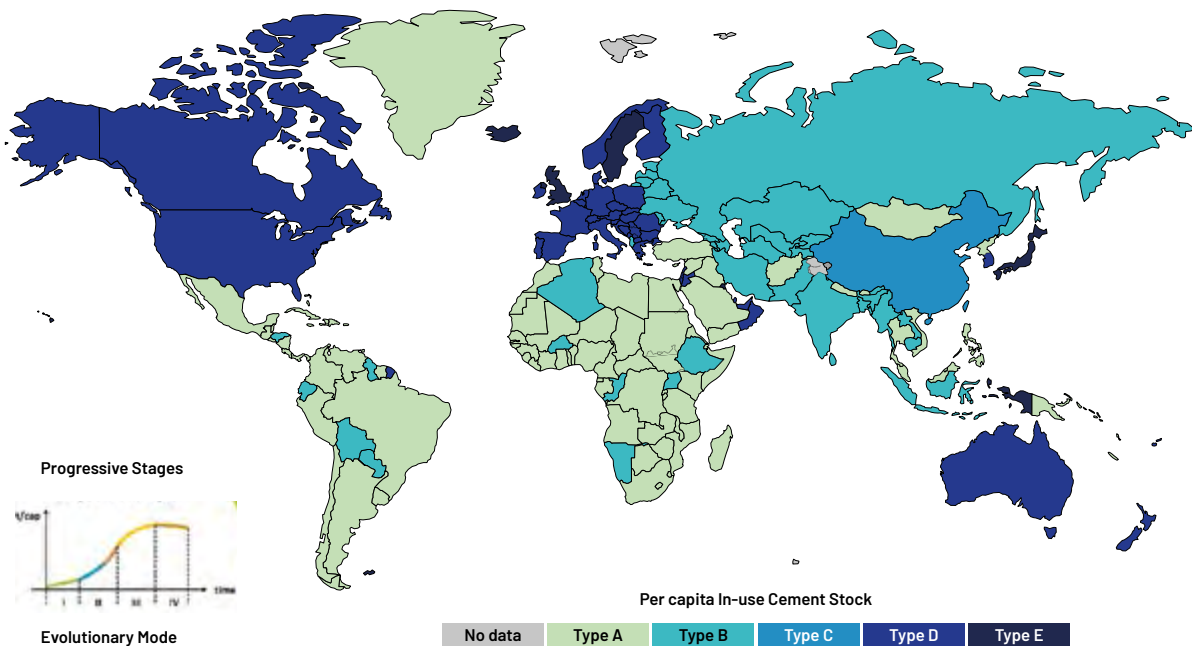 Progressive Stages
t/cap
time
I II III IV
Evolutionary Mode
Per capita In-use Cement Stock
No data Type A Type B Type C Type D Type E